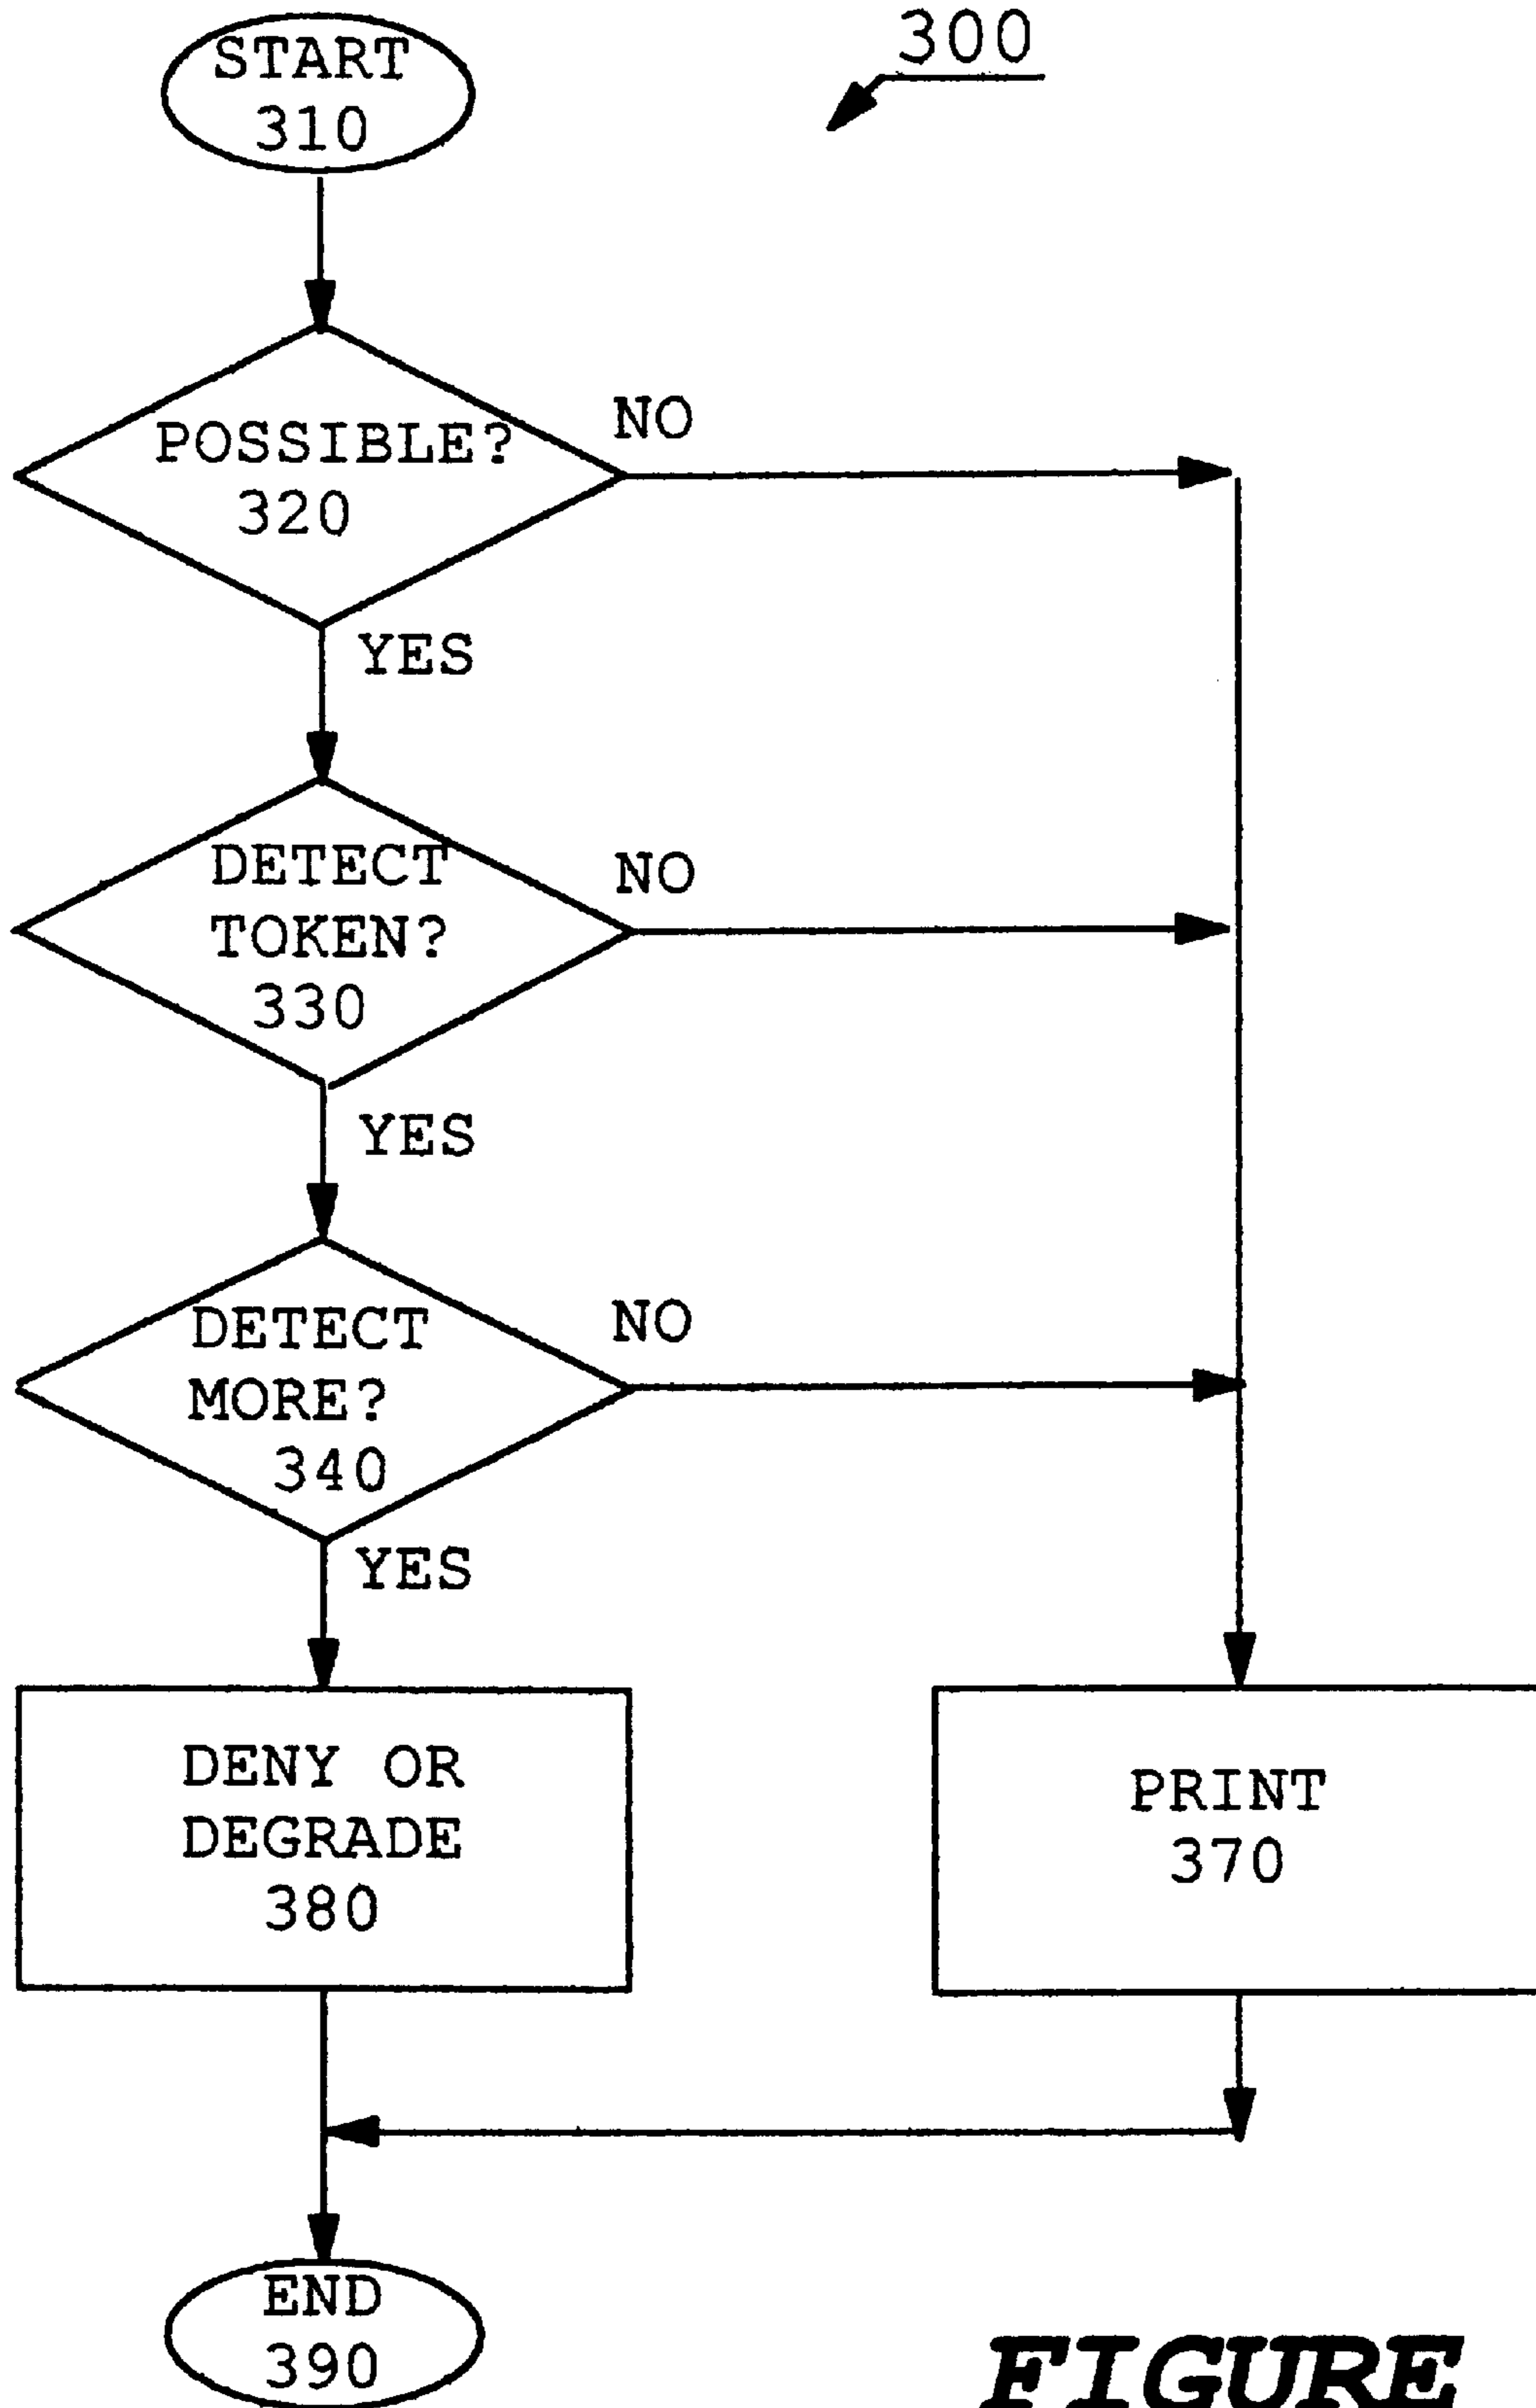 START
310
300
POSSIBLE?
320
NO
YES
DETECT
TOKEN?
330
NO
YES
DETECT
MORE?
340
NO
YES
DENY OR
DEGRADE
380
PRINT
370
END
390
FIGURE